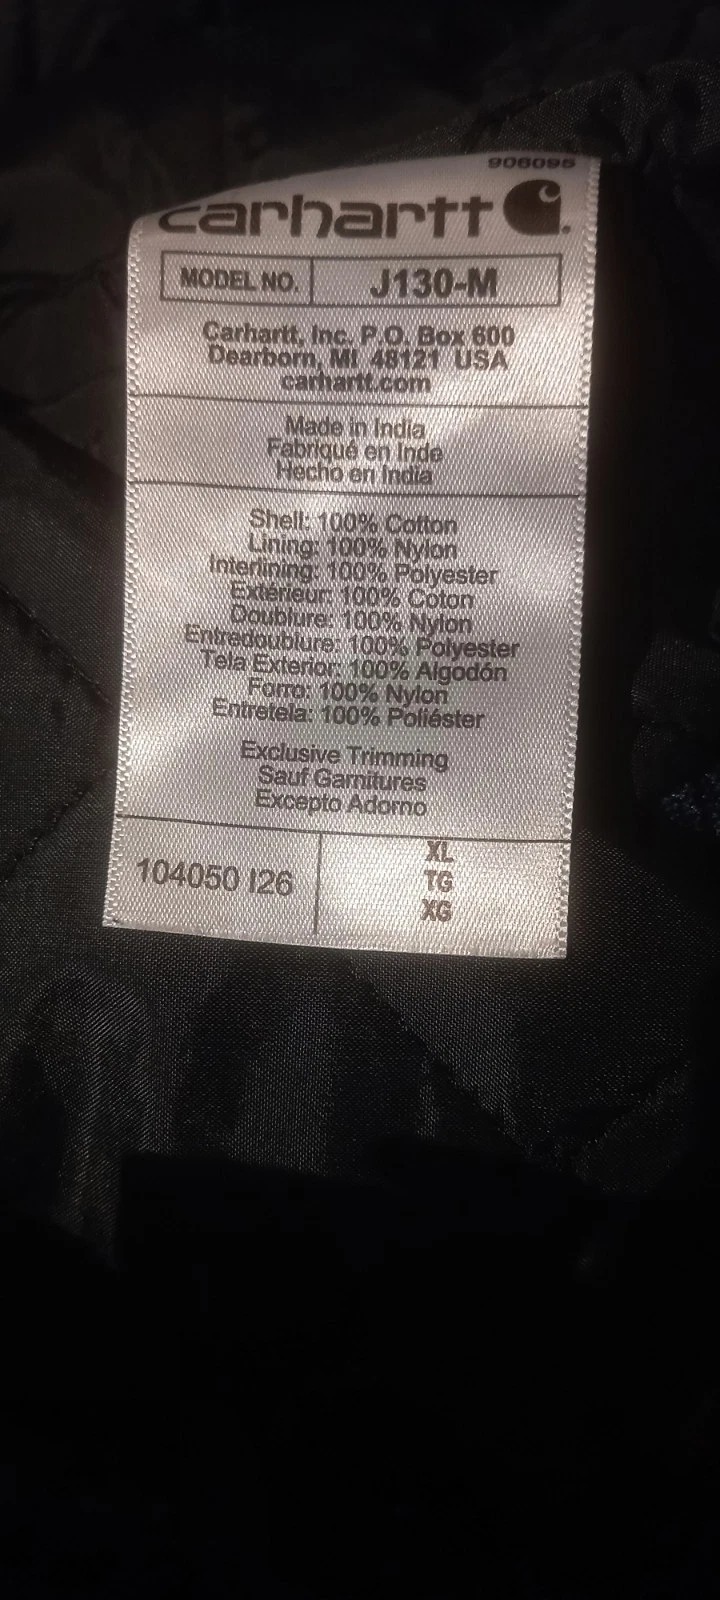 906095
carhartt
MODEL NO. J130-M
Carhartt, Inc. P.O. Box 600
Dearborn, MI 48121 USA
carhartt.com
Made in India
Fabriqué en Inde
Hecho en India
Shell: 100% Cotton
Lining: 100% Nylon
Interlining: 100% Polyester
Extérieur: 100% Coton
Doublure: 100% Nylon
Entredoublure: 100% Polyester
Tela Exterior: 100% Algodón
Forro: 100% Nylon
Entretela: 100% Poliéster
Exclusive Trimming
Sauf Garnitures
Excepto Adorno
104050 I26
XL
TG
XG